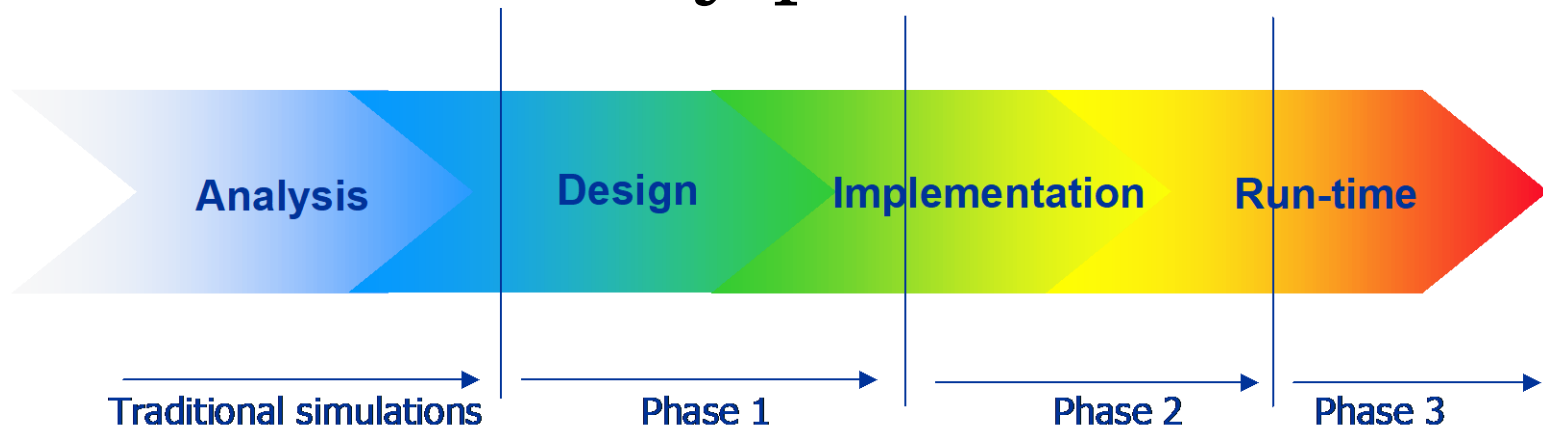 Analysis
Design
Implementation
Run-time
Traditional simulations
Phase 1
Phase 2
Phase 3